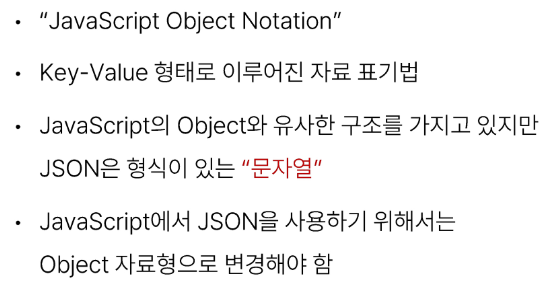 • “JavaScript Object Notation”
• Key-Value 형태로 이루어진 자료 표기법
• JavaScript의 Object와 유사한 구조를 가지고 있지만
JSON은 형식이 있는 “문자열”
• JavaScript에서 JSON을 사용하기 위해서는
Object 자료형으로 변경해야 함